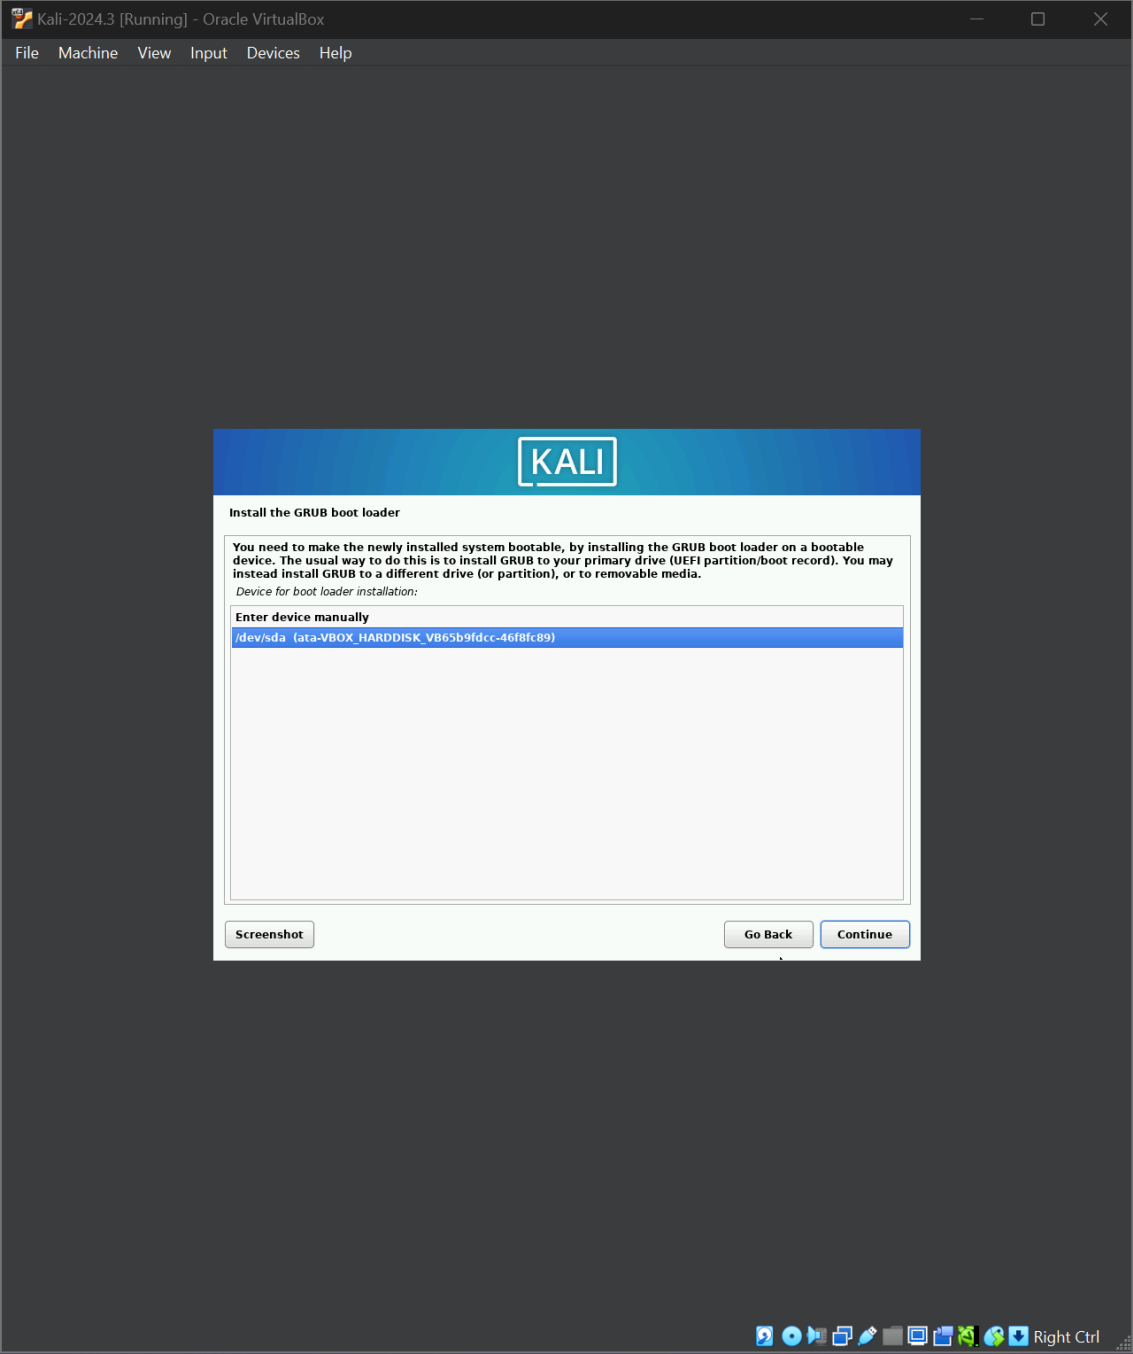 Kali-2024.3 [Running] - Oracle VirtualBox
File Machine View Input Devices Help
KALI
Install the GRUB boot loader
You need to make the newly installed system bootable, by installing the GRUB boot loader on a bootable
device. The usual way to do this is to install GRUB to your primary drive (UEFI partition/boot record). You may
instead install GRUB to a different drive (or partition), or to removable media.
Device for boot loader installation:
Enter device manually
/dev/sda (ata-VBOX_HARDDISK_VB65b9fdcc-46f8fc89)
Screenshot Go Back Continue
Right Ctrl